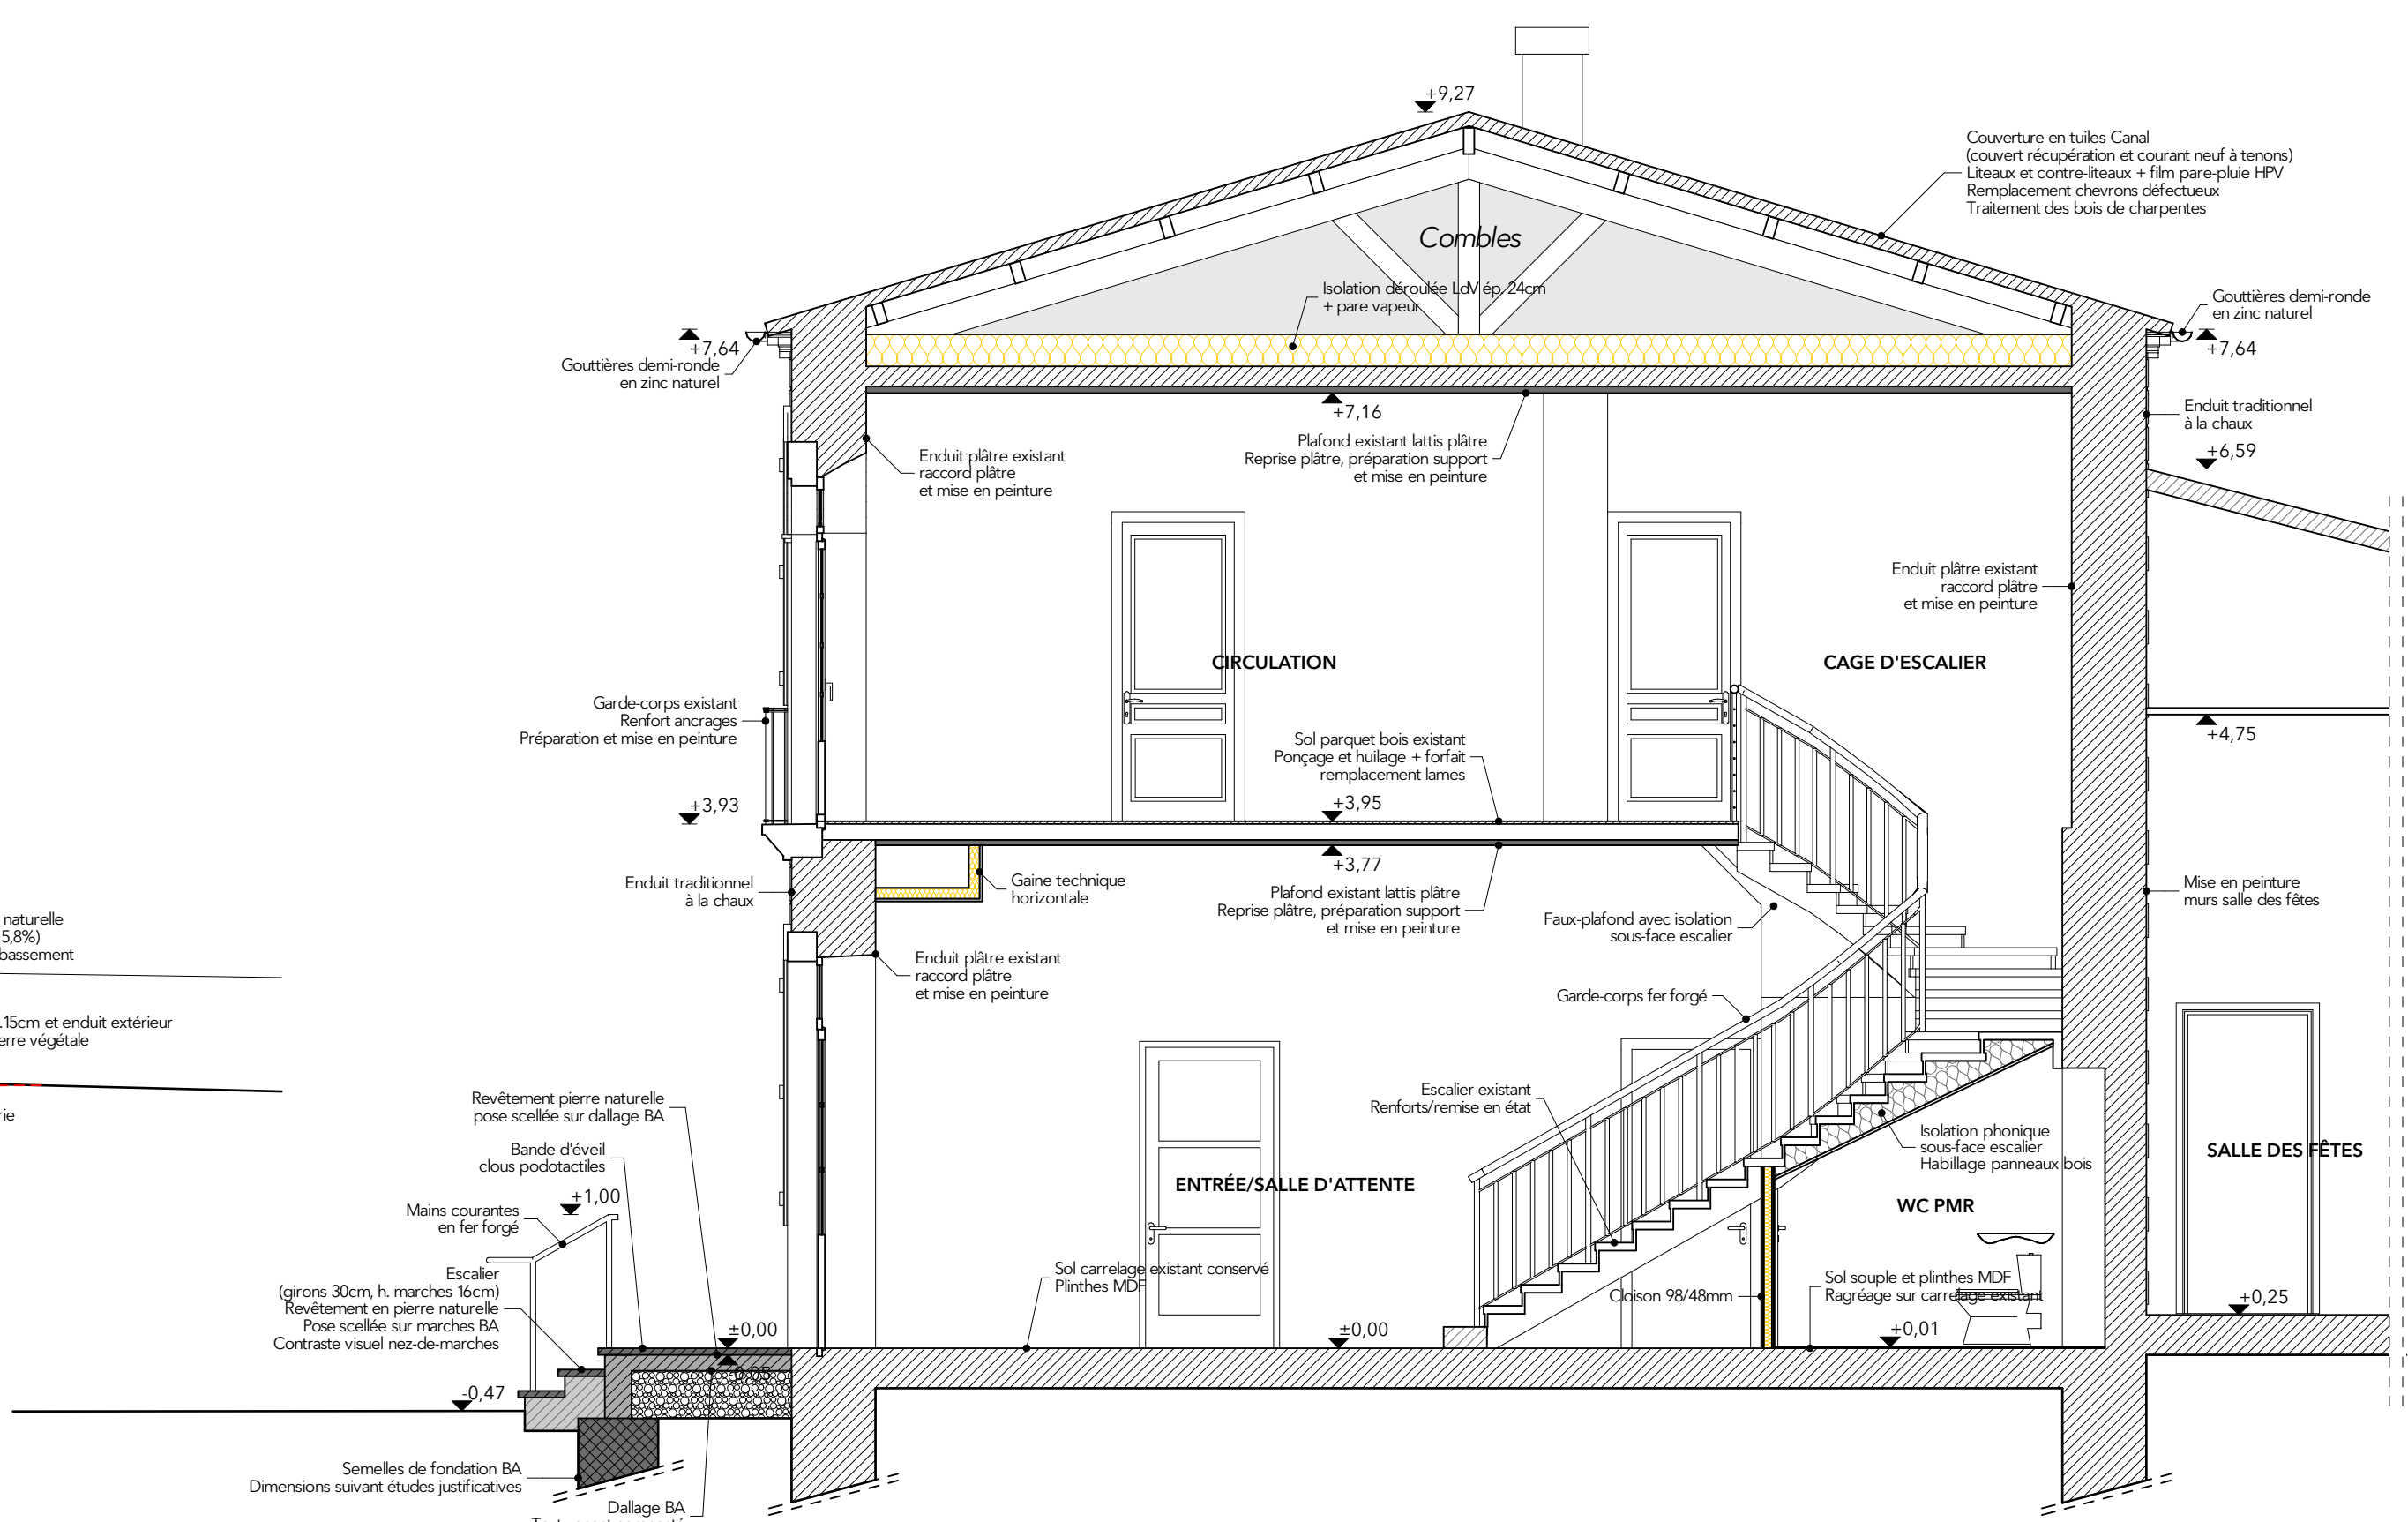 +9,27
Couverture en tuiles Canal
(couvert récupération et courant neuf à tenons)
Liteaux et contre-liteaux + film pare-pluie HPV
Remplacement chevrons défectueux
Traitement des bois de charpentes
Combles
Isolation déroulée LdV ép. 24cm
+ pare vapeur
Gouttières demi-ronde
en zinc naturel
+7,64
+7,64
Gouttières demi-ronde
en zinc naturel
+7,16
Plafond existant lattis plâtre
Reprise plâtre, préparation support
et mise en peinture
Enduit traditionnel
à la chaux
+6,59
Enduit plâtre existant
raccord plâtre
et mise en peinture
Enduit plâtre existant
raccord plâtre
et mise en peinture
CIRCULATION
CAGE D'ESCALIER
Garde-corps existant
Renfort ancrages
Préparation et mise en peinture
Sol parquet bois existant
Ponçage et huilage + forfait
remplacement lames
+4,75
+3,93
+3,95
+3,77
Enduit traditionnel
à la chaux
Gaine technique
horizontale
Plafond existant lattis plâtre
Reprise plâtre, préparation support
et mise en peinture
Faux-plafond avec isolation
sous-face escalier
Mise en peinture
murs salle des fêtes
naturelle
5,8%)
bassement
Enduit plâtre existant
raccord plâtre
et mise en peinture
Garde-corps fer forgé
.15cm et enduit extérieur
erre végétale
rie
Revêtement pierre naturelle
pose scellée sur dallage BA
Escalier existant
Renforts/remise en état
Bande d'éveil
clous podotactiles
Isolation phonique
sous-face escalier
Habillage panneaux bois
SALLE DES FÊTES
ENTRÉE/SALLE D'ATTENTE
WC PMR
+1,00
Mains courantes
en fer forgé
Escalier
(girons 30cm, h. marches 16cm)
Revêtement en pierre naturelle
Pose scellée sur marches BA
Contraste visuel nez-de-marches
Sol carrelage existant conservé
Plinthes MDF
Cloison 98/48mm
Sol souple et plinthes MDF
Ragréage sur carrelage existant
+0,25
±0,00
±0,00
+0,01
-0,05
-0,47
Semelles de fondation BA
Dimensions suivant études justificatives
Dallage BA